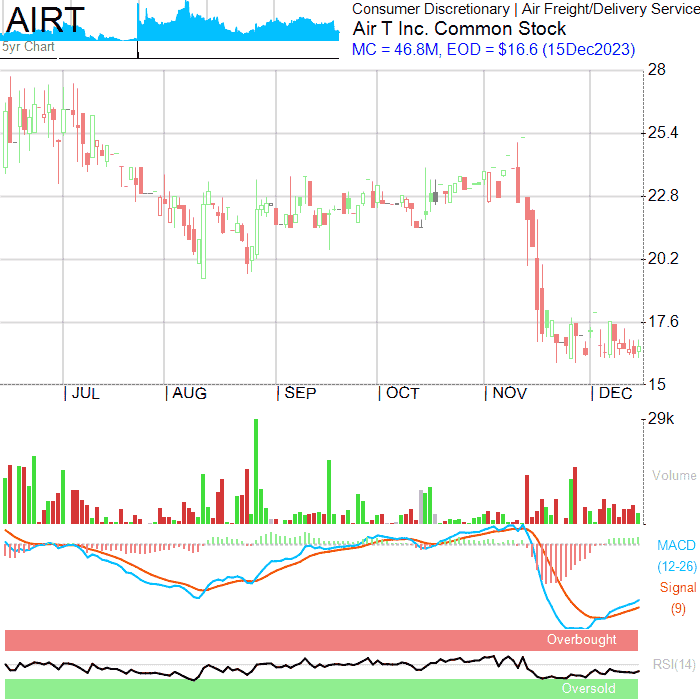 AIRT
5yr Chart
Consumer Discretionary | Air Freight/Delivery Service
Air T Inc. Common Stock
MC = 46.8M, EOD = $16.6 (15Dec2023)
28
25.4
22.8
20.2
17.6
15
| JUL | AUG | SEP | OCT | NOV | DEC
29k
Volume
MACD
(12-26)
Signal
(9)
Overbought
RSI(14)
Oversold